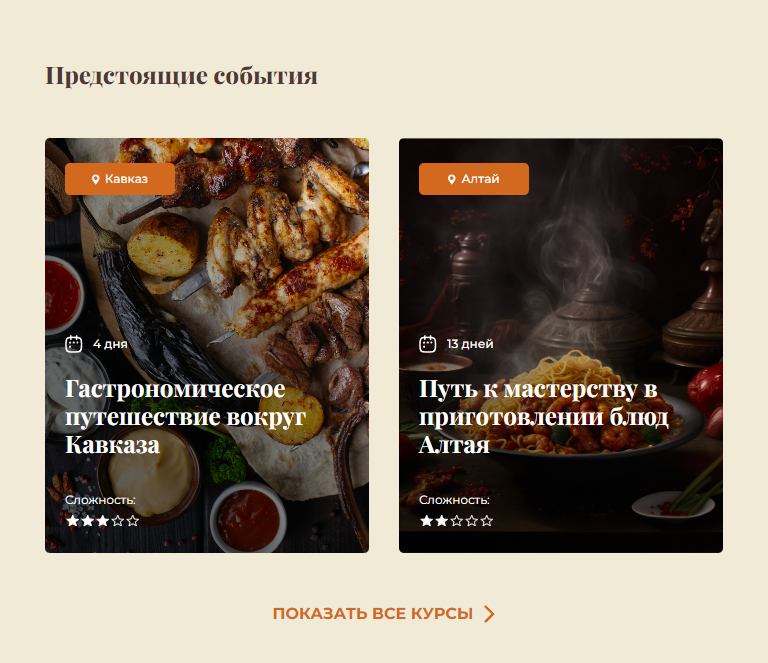 Предстоящие события
Кавказ
4 дня
Гастрономическое
путешествие вокруг
Кавказа
Сложность:
Алтай
13 дней
Путь к мастерству в
приготовлении блюд
Алтая
Сложность:
ПОКАЗАТЬ ВСЕ КУРСЫ